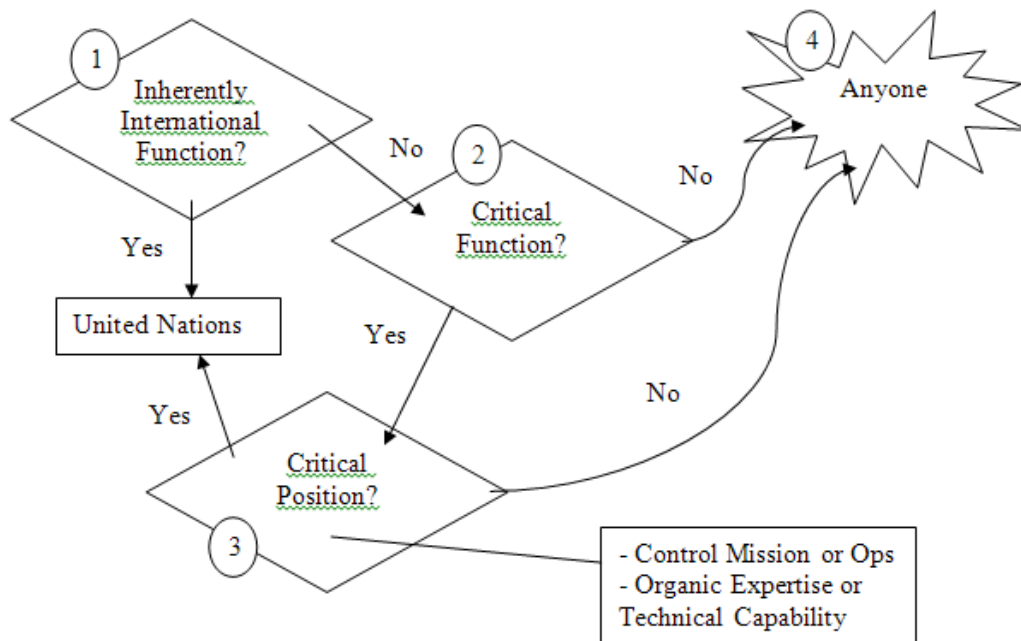 1
Inherently
International
Function?
No
2
Critical
Function?
No
4
Anyone
Yes
United Nations
Yes
Yes
Critical
Position?
3
No
- Control Mission or Ops
- Organic Expertise or
Technical Capability